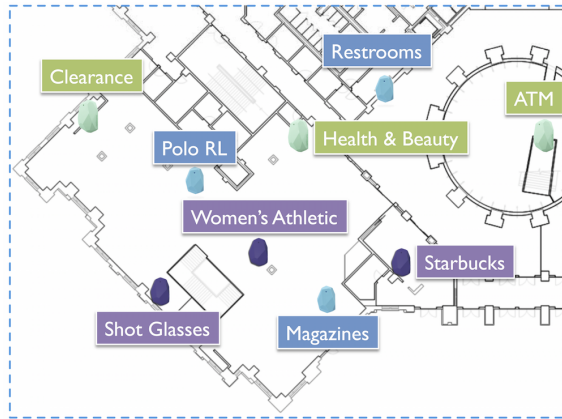 Restrooms
Clearance
ATM
Health & Beauty
Polo RL
Women's Athletic
Starbucks
Shot Glasses
Magazines